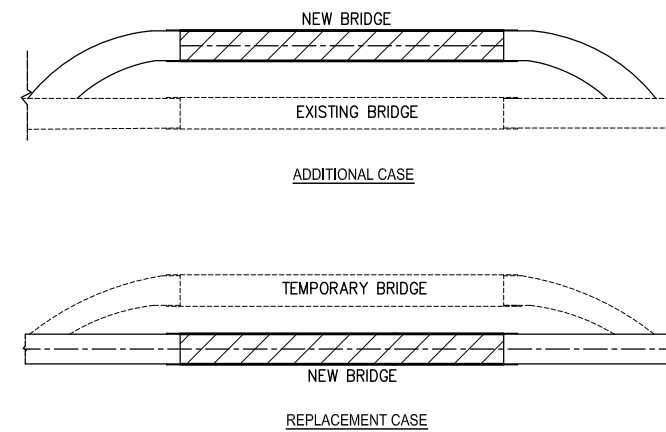 NEW BRIDGE
EXISTING BRIDGE
ADDITIONAL CASE
TEMPORARY BRIDGE
NEW BRIDGE
REPLACEMENT CASE